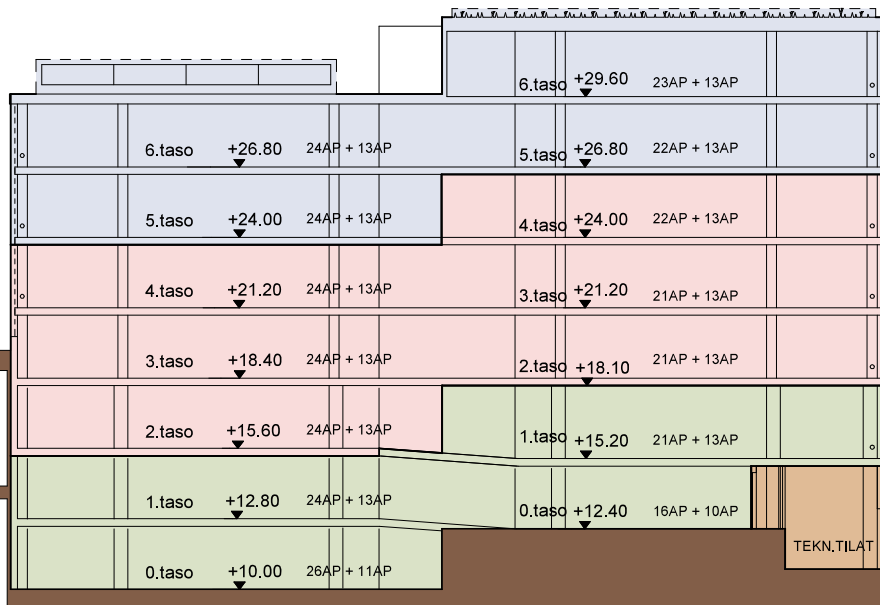 6.taso +29.60 23AP + 13AP
6.taso +26.80 24AP + 13AP 5.taso +26.80 22AP + 13AP
5.taso +24.00 24AP + 13AP 4.taso +24.00 22AP + 13AP
4.taso +21.20 24AP + 13AP 3.taso +21.20 21AP + 13AP
3.taso +18.40 24AP + 13AP 2.taso +18.10 21AP + 13AP
2.taso +15.60 24AP + 13AP 1.taso +15.20 21AP + 13AP
1.taso +12.80 24AP + 13AP 0.taso +12.40 16AP + 10AP
TEKN.TILAT
0.taso +10.00 26AP + 11AP